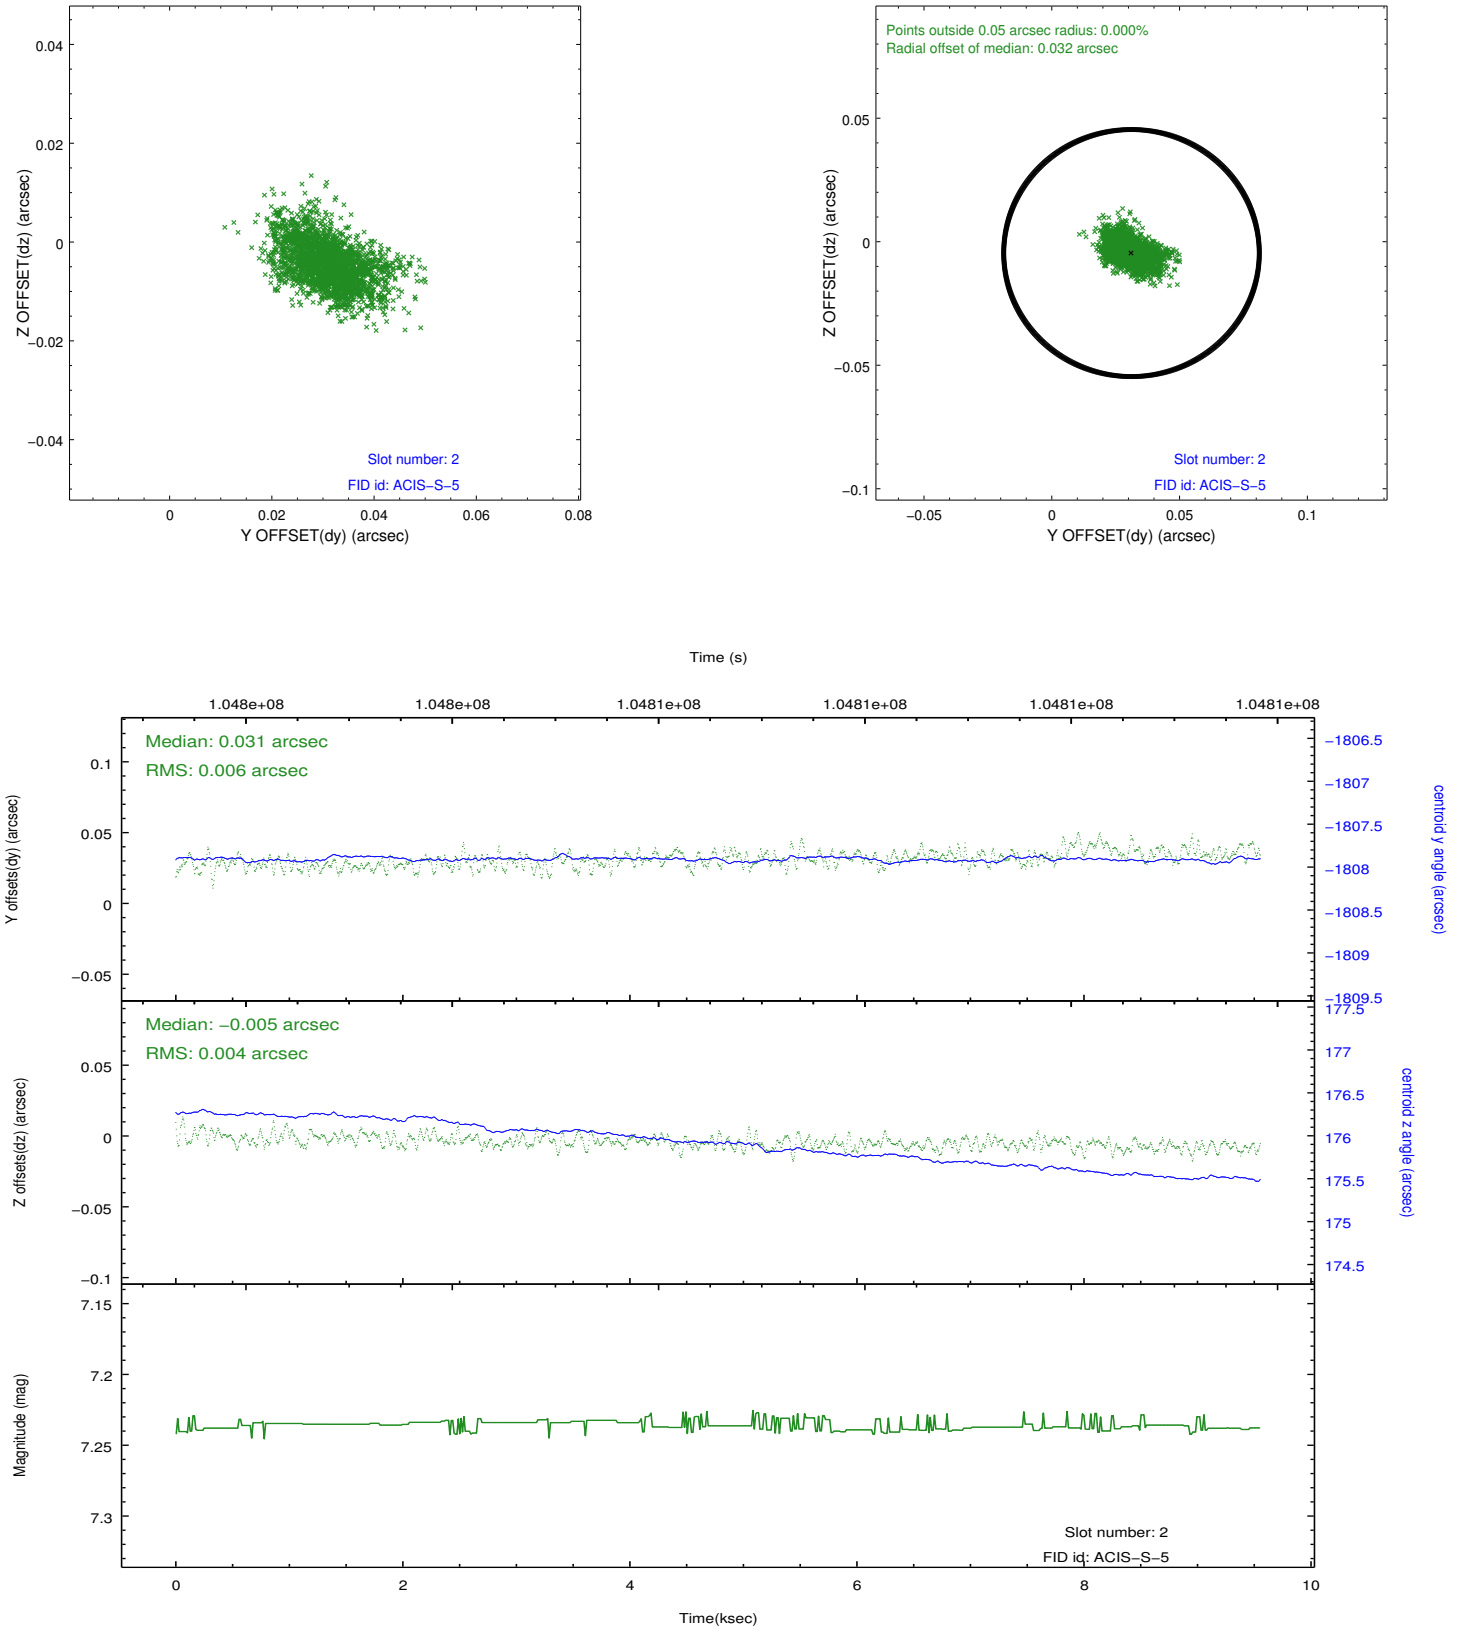 0.04
0.02
0
−0.02
−0.04
Z OFFSET(dz) (arcsec)
Slot number: 2
FID id: ACIS−S−5
0
0.02
0.04
0.06
0.08
Y OFFSET(dy) (arcsec)
Points outside 0.05 arcsec radius: 0.000%
Radial offset of median: 0.032 arcsec
0.05
0
−0.05
−0.1
Z OFFSET(dz) (arcsec)
Slot number: 2
FID id: ACIS−S−5
−0.05
0
0.05
0.1
Y OFFSET(dy) (arcsec)
Time (s)
1.048e+08
1.048e+08
1.0481e+08
1.0481e+08
1.0481e+08
1.0481e+08
Median: 0.031 arcsec
RMS: 0.006 arcsec
0.1
0.05
0
−0.05
Y offsets(dy) (arcsec)
−1806.5
−1807
−1807.5
−1808
−1808.5
−1809
−1809.5
centroid y angle (arcsec)
Median: −0.005 arcsec
RMS: 0.004 arcsec
0.05
0
−0.05
−0.1
Z offsets(dz) (arcsec)
177.5
177
176.5
176
175.5
175
174.5
centroid z angle (arcsec)
7.15
7.2
7.25
7.3
Magnitude (mag)
Slot number: 2
FID id: ACIS−S−5
0
2
4
6
8
10
Time(ksec)